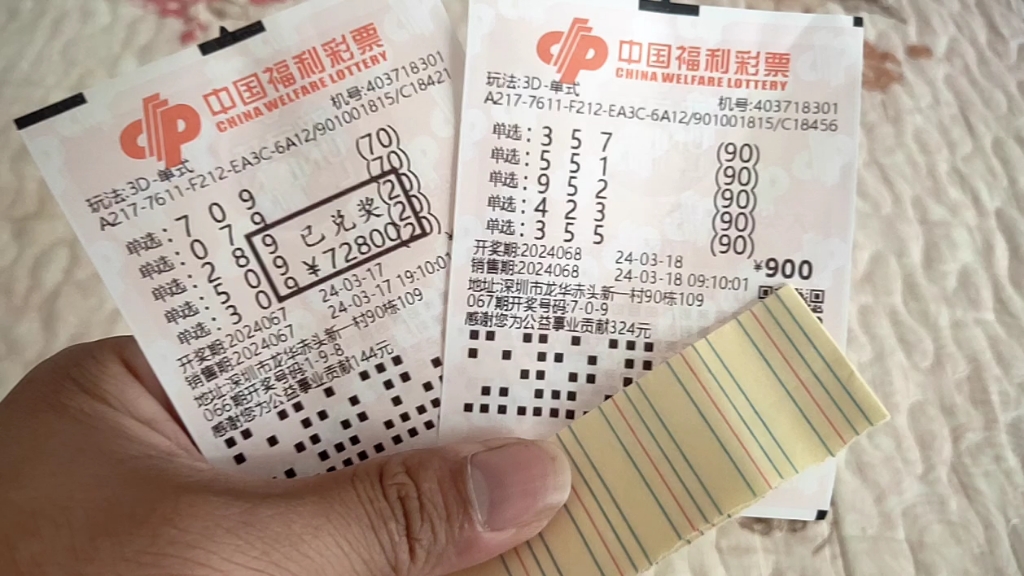 中国福利彩票
CHINA WELFARE LOTTERY
机号:403718301
玩法:3D-单式
A217-7611-F212-EA3C-6A12/901001815/C18421
单选: 7 0 9 (70)
单选: 0 7 9 (70)
单选: 2 8 9
单选: 5 0 9
单选: 3 0
已兑奖
¥72800
开奖期:2024067 24-03-17
销售期:2024067 24-03-17 19:10:01
地址:深圳市龙华赤头新一村90栋109
066期开奖号码:1-9-8
感谢您为公益事业贡献144元
中国福利彩票
CHINA WELFARE LOTTERY
玩法:3D-单式 机号:403718301
A217-7611-F212-EA3C-6A12/901001815/C18456
单选: 3 5 7 (90)
单选: 5 5 1 (90)
单选: 9 5 2 (90)
单选: 4 2 3 (90)
单选: 3 5 5 (90)
开奖期:2024068 24-03-18 ¥900
销售期:2024068 24-03-18 09:10:01
地址:深圳市龙华赤头新一村90栋109
067期开奖号码:7-0-9
感谢您为公益事业贡献324元